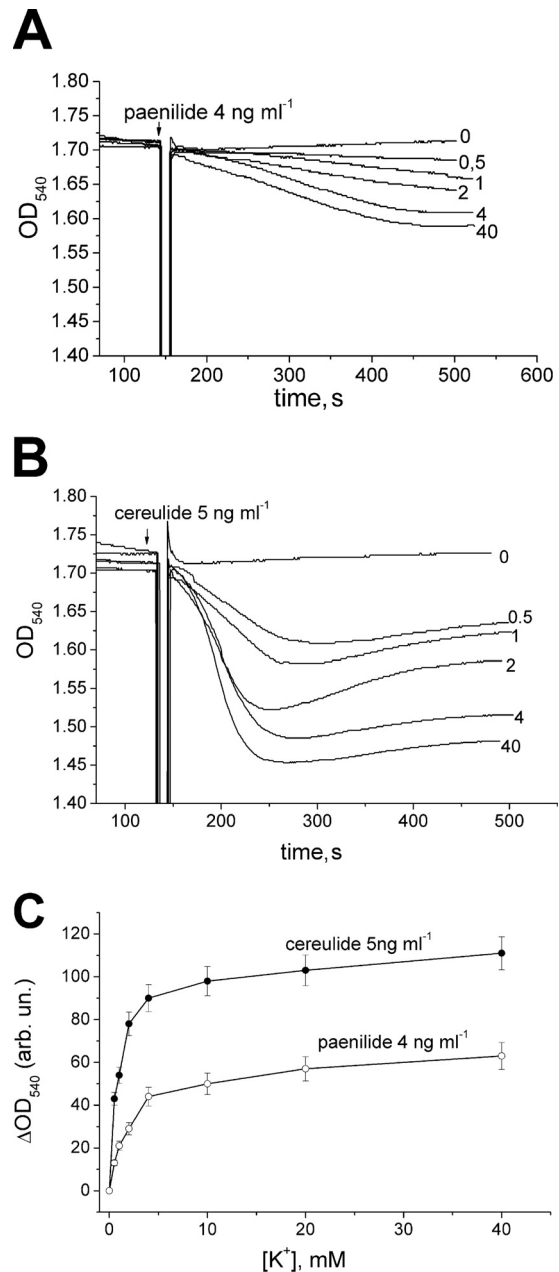 A
1.80
1.75
1.70
1.65
1.60
1.55
1.50
1.45
1.40
OD540
paenilide 4 ng ml-1
0
0,5
1
2
4
40
100 200 300 400 500 600
time, s
B
1.80
1.75
1.70
1.65
1.60
1.55
1.50
1.45
1.40
OD540
cereulide 5 ng ml-1
0
0.5
1
2
4
40
100 200 300 400 500
time, s
C
120
100
80
60
40
20
0
ΔOD540 (arb. un.)
cereulide 5ng ml-1
paenilide 4 ng ml-1
0 10 20 30 40
[K+], mM